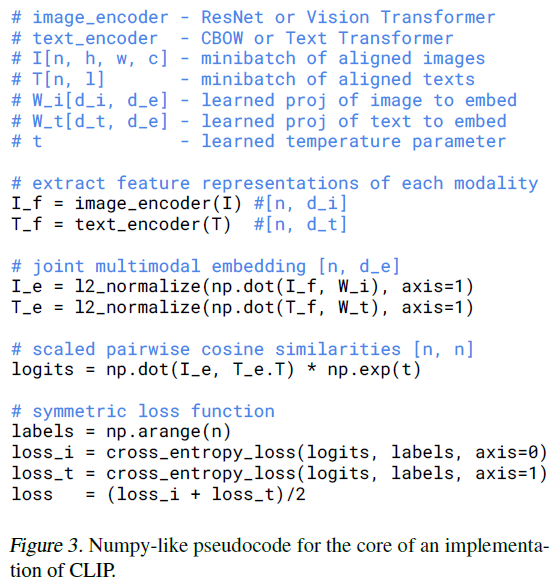 # image_encoder - ResNet or Vision Transformer
# text_encoder  - CBOW or Text Transformer
# I[n, h, w, c] - minibatch of aligned images
# T[n, l]       - minibatch of aligned texts
# W_i[d_i, d_e] - learned proj of image to embed
# W_t[d_t, d_e] - learned proj of text to embed
# t             - learned temperature parameter
# extract feature representations of each modality
I_f = image_encoder(I) #[n, d_i]
T_f = text_encoder(T)  #[n, d_t]
# joint multimodal embedding [n, d_e]
I_e = l2_normalize(np.dot(I_f, W_i), axis=1)
T_e = l2_normalize(np.dot(T_f, W_t), axis=1)
# scaled pairwise cosine similarities [n, n]
logits = np.dot(I_e, T_e.T) * np.exp(t)
# symmetric loss function
labels = np.arange(n)
loss_i = cross_entropy_loss(logits, labels, axis=0)
loss_t = cross_entropy_loss(logits, labels, axis=1)
loss   = (loss_i + loss_t)/2
Figure 3. Numpy-like pseudocode for the core of an implementa-
tion of CLIP.